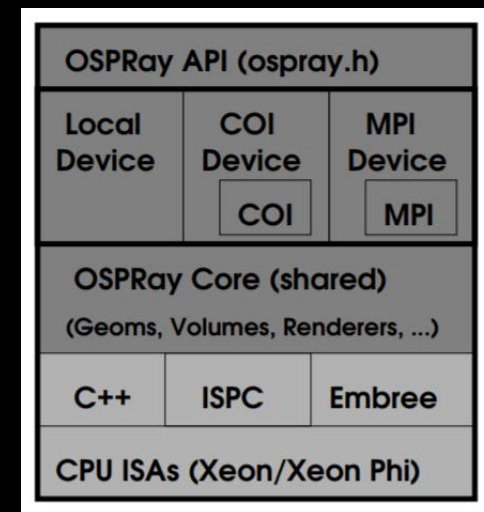 OSPRay API (ospray.h)
Local Device
COI Device
COI
MPI Device
MPI
OSPRay Core (shared)
(Geoms, Volumes, Renderers, ...)
C++ ISPC Embree
CPU ISAs (Xeon/Xeon Phi)